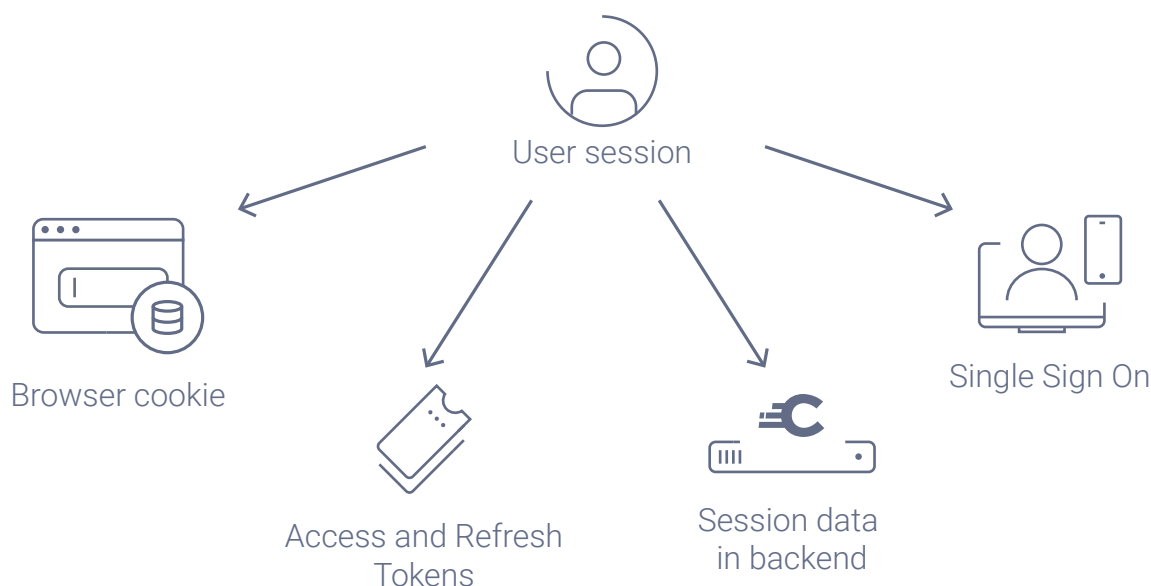 User session
Browser cookie
Single Sign On
Access and Refresh
Tokens
Session data
in backend